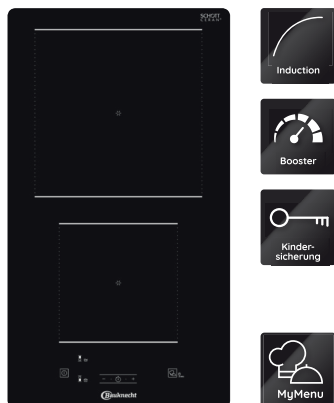 SCHOTT
CERAN
Induction
Booster
Kinder-
sicherung
Bauknecht
MyMenu